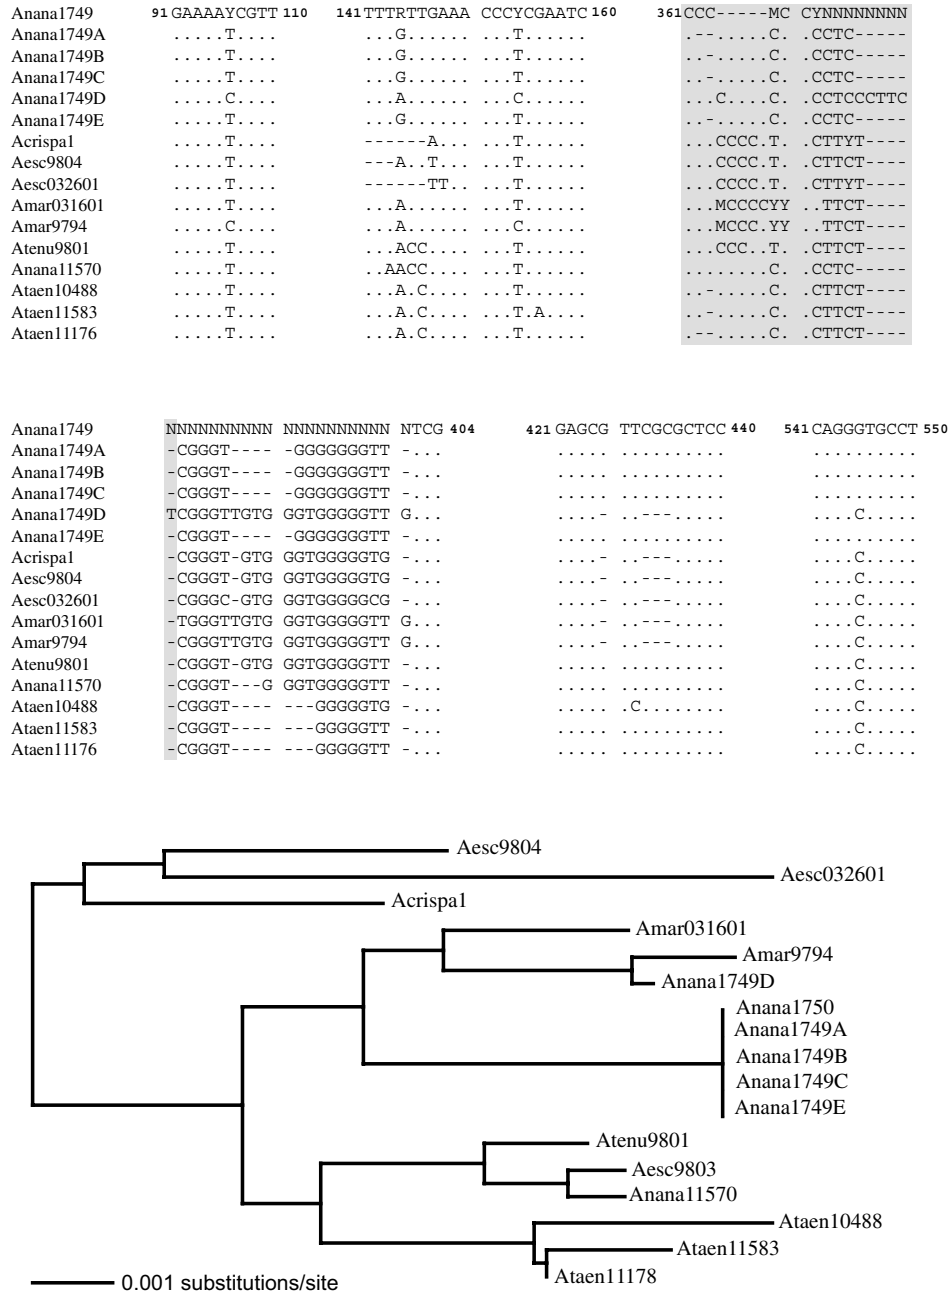 Anana1749 91 GAAAAYCGTT 110 141 TTTRTTGAAA CCCYCGAATC 160 361 CCC-----MC CYNNNNNNNN
Anana1749A .....T.... ...G...... ...T...... .--.....C. .CCTC-----
Anana1749B .....T.... ...G...... ...T...... ..-.....C. .CCTC-----
Anana1749C .....T.... ...G...... ...T...... ..-.....C. .CCTC-----
Anana1749D .....C.... ...A...... ...C...... ...C....C. .CCTCCCTTC
Anana1749E .....T.... ...G...... ...T...... ..-.....C. .CCTC-----
Acrispa1 .....T.... ------A... ...T...... ...CCCC.T. .CTTYT----
Aesc9804 .....T.... ---A..T... ...T...... ...CCCC.T. .CTTCT----
Aesc032601 .....T.... ------TT.. ...T...... ...CCCC.T. .CTTYT----
Amar031601 .....T.... ...A...... ...T...... ...MCCCCYY ..TTCT----
Amar9794 .....C.... ...A...... ...C...... ...MCCC.YY ..TTCT----
Atenu9801 .....T.... ...ACC.... ...T...... ...CCC..T. .CTTCT----
Anana11570 .....T.... ..AACC.... ...T...... ........C. .CCTC-----
Ataen10488 .....T.... ...A.C.... ...T...... ..-.....C. .CTTCT----
Ataen11583 .....T.... ...A.C.... ...T.A.... ..-.....C. .CTTCT----
Ataen11176 .....T.... ...A.C.... ...T...... .--.....C. .CTTCT----
Anana1749 NNNNNNNNNN NNNNNNNNNN NTCG 404 421 GAGCG TTCGCGCTCC 440 541 CAGGGTGCCT 550
Anana1749A -CGGGT---- -GGGGGGGTT -... ..... .......... ..........
Anana1749B -CGGGT---- -GGGGGGGTT -... ..... .......... ..........
Anana1749C -CGGGT---- -GGGGGGGTT -... ..... .......... ..........
Anana1749D TCGGGTTGTG GGTGGGGGTT G... ....- ..---..... ....C.....
Anana1749E -CGGGT---- -GGGGGGGTT -... ..... .......... ..........
Acrispa1 -CGGGT-GTG GGTGGGGGTG -... ....- ..---..... ....C.....
Aesc9804 -CGGGT-GTG GGTGGGGGTG -... ....- ..---..... ....C.....
Aesc032601 -CGGGC-GTG GGTGGGGGCG -... ....- ..---..... ....C.....
Amar031601 -TGGGTTGTG GGTGGGGGTT G... ....- ..---..... ....C.....
Amar9794 -CGGGTTGTG GGTGGGGGTT G... ....- ..---..... ....C.....
Atenu9801 -CGGGT-GTG GGTGGGGGTT -... ..... .......... ....C.....
Anana11570 -CGGGT---G GGTGGGGGTT -... ..... .......... ....C.....
Ataen10488 -CGGGT---- ---GGGGGTG -... ..... .C........ ....C.....
Ataen11583 -CGGGT---- ---GGGGGTT -... ..... .......... ....C.....
Ataen11176 -CGGGT---- ---GGGGGTT -... ..... .......... ....C.....
Aesc9804
Aesc032601
Acrispa1
Amar031601
Amar9794
Anana1749D
Anana1750
Anana1749A
Anana1749B
Anana1749C
Anana1749E
Atenu9801
Aesc9803
Anana11570
Ataen10488
Ataen11583
Ataen11178
0.001 substitutions/site